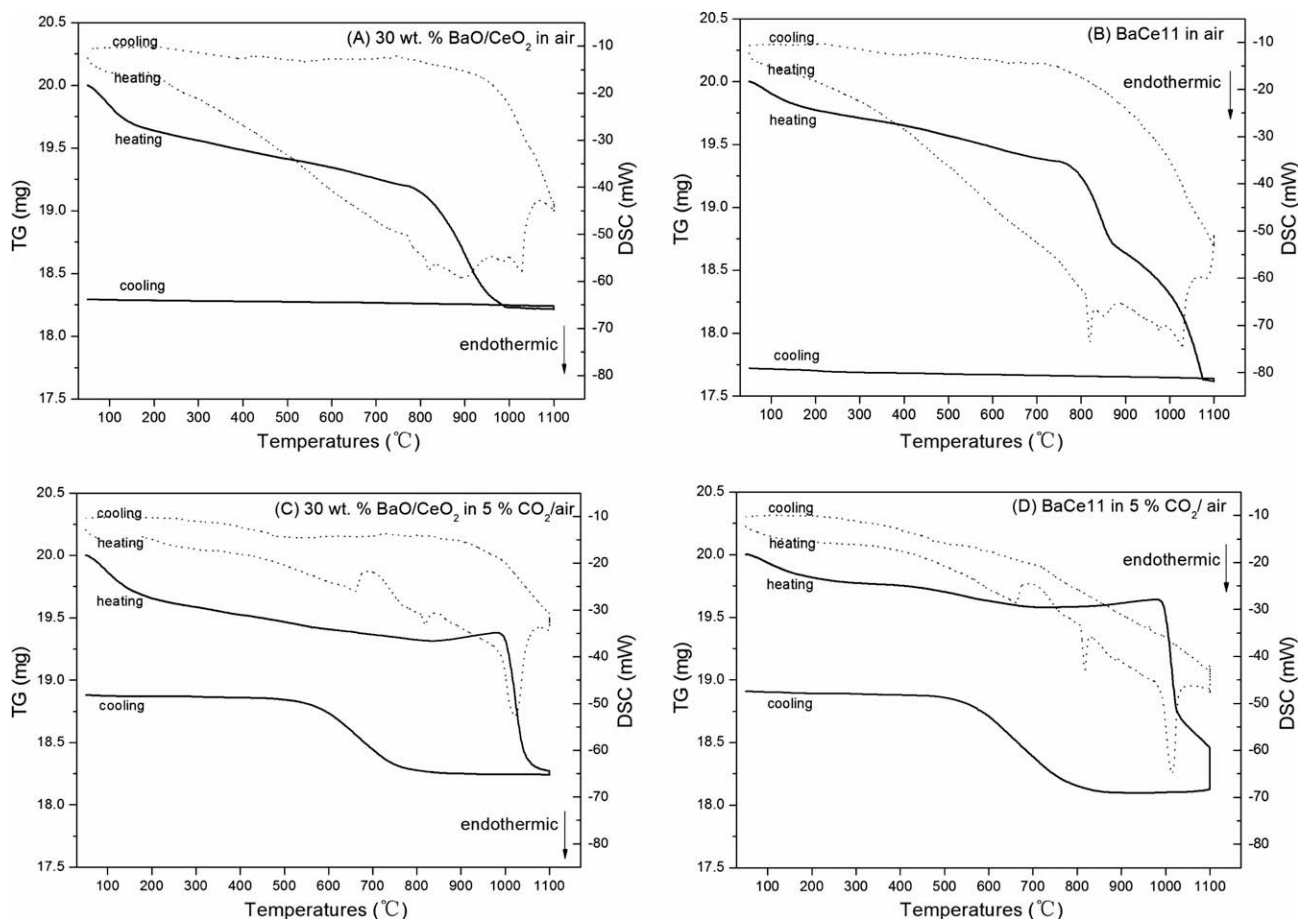 (A) 30 wt. % BaO/CeO₂ in air
20.5
20.0
19.5
19.0
18.5
18.0
17.5
TG (mg)
-10
-20
-30
-40
-50
-60
-70
-80
DSC (mW)
cooling
heating
heating
cooling
endothermic
100 200 300 400 500 600 700 800 900 1000 1100
Temperatures (℃)
(B) BaCe11 in air
20.5
20.0
19.5
19.0
18.5
18.0
17.5
TG (mg)
-10
-20
-30
-40
-50
-60
-70
-80
DSC (mW)
cooling
heating
heating
cooling
endothermic
100 200 300 400 500 600 700 800 900 1000 1100
Temperatures (℃)
(C) 30 wt. % BaO/CeO₂ in 5 % CO₂/air
20.5
20.0
19.5
19.0
18.5
18.0
17.5
TG (mg)
-10
-20
-30
-40
-50
-60
-70
-80
DSC (mW)
cooling
heating
heating
cooling
endothermic
100 200 300 400 500 600 700 800 900 1000 1100
Temperatures (℃)
(D) BaCe11 in 5 % CO₂/ air
20.5
20.0
19.5
19.0
18.5
18.0
17.5
TG (mg)
-10
-20
-30
-40
-50
-60
-70
-80
DSC (mW)
cooling
heating
heating
cooling
endothermic
100 200 300 400 500 600 700 800 900 1000 1100
Temperatures (℃)